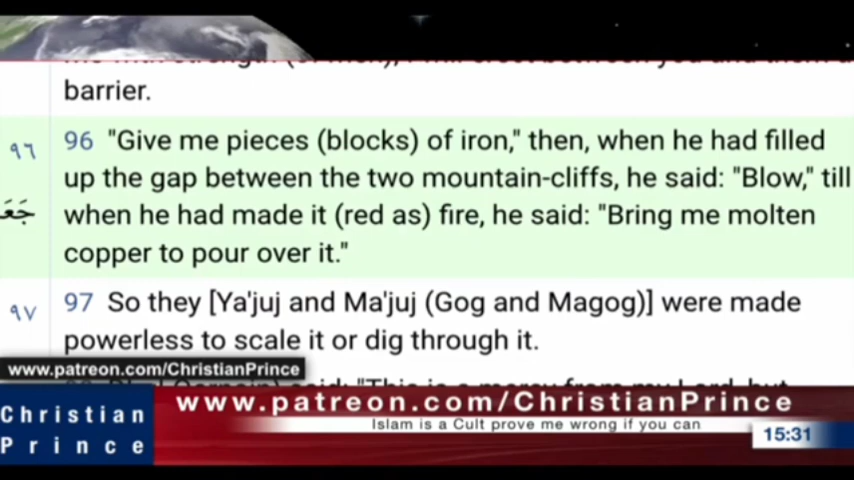 barrier.
٩٦
96 "Give me pieces (blocks) of iron," then, when he had filled
up the gap between the two mountain-cliffs, he said: "Blow," till
when he had made it (red as) fire, he said: "Bring me molten
copper to pour over it."
٩٧
97 So they [Ya'juj and Ma'juj (Gog and Magog)] were made
powerless to scale it or dig through it.
www.patreon.com/ChristianPrince
Christian
Prince
www.patreon.com/ChristianPrince
Islam is a Cult prove me wrong if you can
15:31